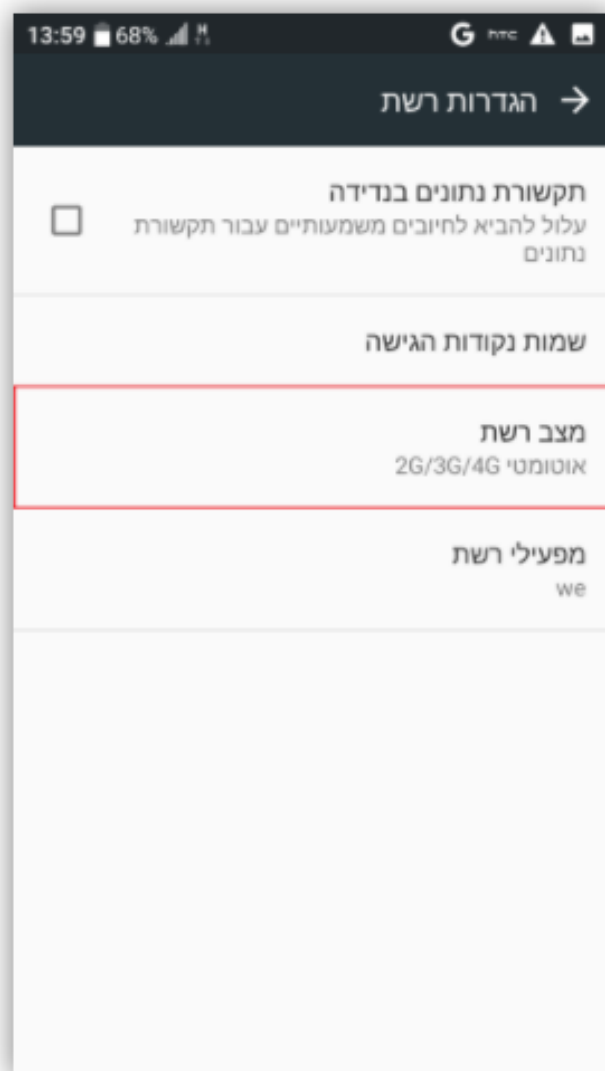 13:59 68% H G htc
הגדרות רשת
תקשורת נתונים בנדידה
עלול להביא לחיובים משמעותיים עבור תקשורת
נתונים
שמות נקודות הגישה
מצב רשת
אוטומטי 2G/3G/4G
מפעילי רשת
we